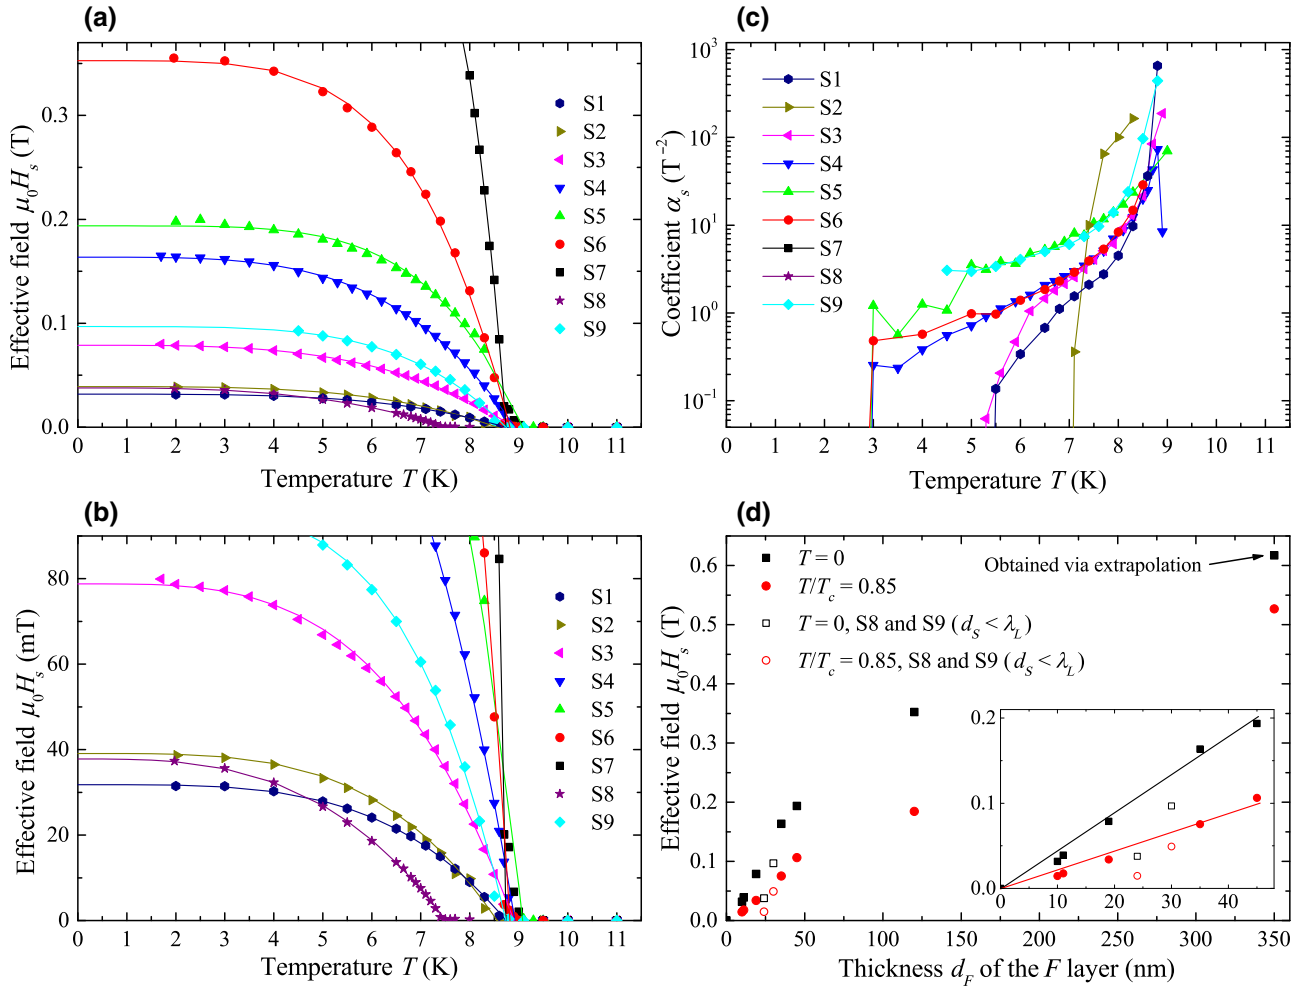 (a)
Effective field μ₀Hₛ (T)
0.3
0.2
0.1
0.0
S1
S2
S3
S4
S5
S6
S7
S8
S9
0 1 2 3 4 5 6 7 8 9 10 11
Temperature T (K)
(c)
Coefficient αₛ (T⁻²)
10³
10²
10¹
10⁰
10⁻¹
S1
S2
S3
S4
S5
S6
S7
S8
S9
0 1 2 3 4 5 6 7 8 9 10 11
Temperature T (K)
(b)
Effective field μ₀Hₛ (mT)
80
60
40
20
0
S1
S2
S3
S4
S5
S6
S7
S8
S9
0 1 2 3 4 5 6 7 8 9 10 11
Temperature T (K)
(d)
Effective field μ₀Hₛ (T)
0.6
0.5
0.4
0.3
0.2
0.1
0.0
T = 0
T/T_c = 0.85
T = 0, S8 and S9 (d_S < λ_L)
T/T_c = 0.85, S8 and S9 (d_S < λ_L)
Obtained via extrapolation
0.2
0.1
0.0
0 10 20 30 40
0 50 100 150 200 250 300 350
Thickness d_F of the F layer (nm)